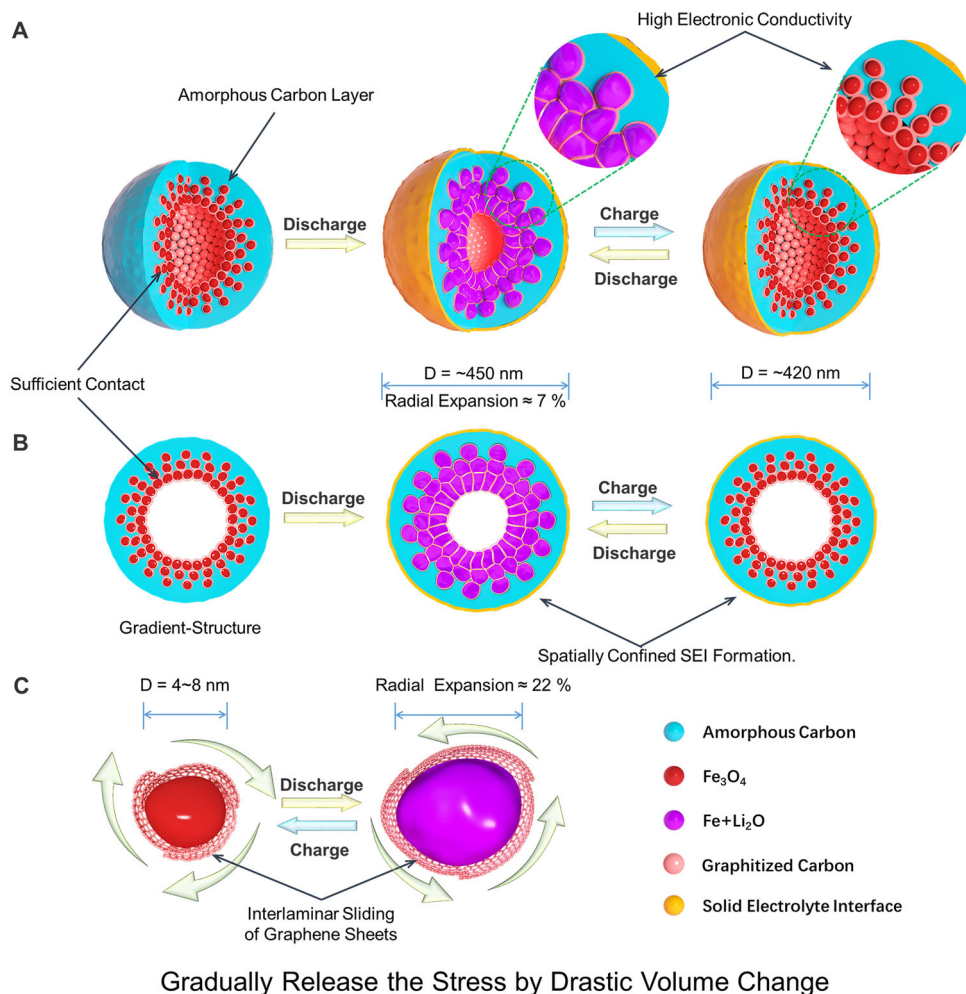 A
High Electronic Conductivity
Amorphous Carbon Layer
Discharge
Charge
Discharge
Sufficient Contact
D = ~450 nm
Radial Expansion ≈ 7 %
D = ~420 nm
B
Discharge
Charge
Discharge
Gradient-Structure
Spatially Confined SEI Formation.
C
D = 4~8 nm
Radial Expansion ≈ 22 %
Discharge
Charge
Interlaminar Sliding
of Graphene Sheets
Amorphous Carbon
Fe₃O₄
Fe+Li₂O
Graphitized Carbon
Solid Electrolyte Interface
Gradually Release the Stress by Drastic Volume Change